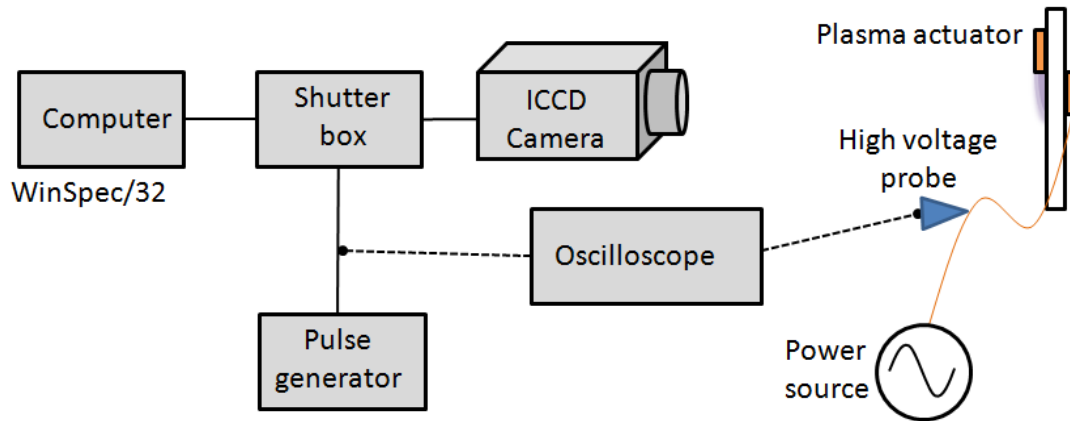 Plasma actuator
Computer
Shutter
box
ICCD
Camera
High voltage
probe
WinSpec/32
Oscilloscope
Pulse
generator
Power
source